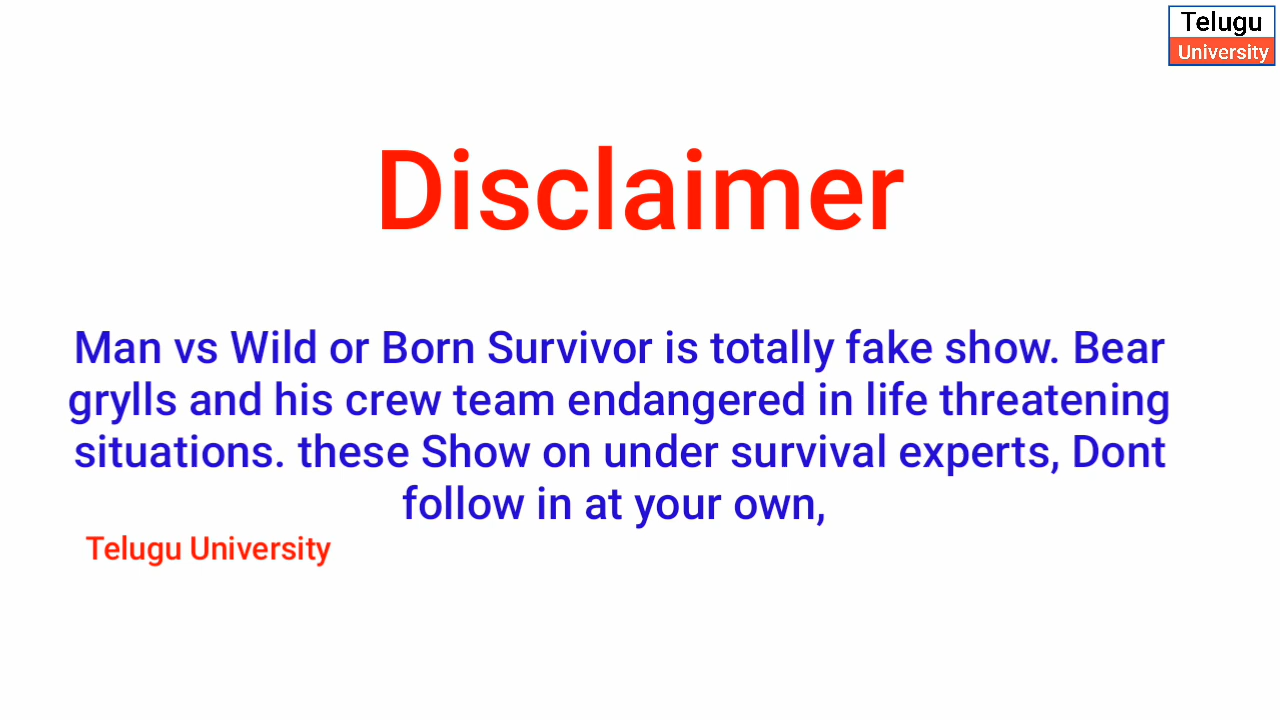 Telugu
University
Disclaimer
Man vs Wild or Born Survivor is totally fake show. Bear
grylls and his crew team endangered in life threatening
situations. these Show on under survival experts, Dont
follow in at your own,
Telugu University